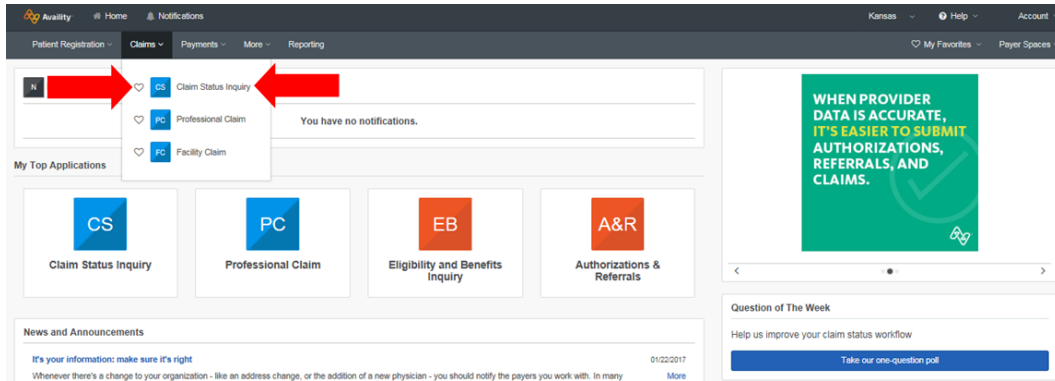 Availity Home Notifications Kansas Help Account
Patient Registration Claims Payments More Reporting My Favorites Payer Spaces
N
CS Claim Status Inquiry
PC Professional Claim
FC Facility Claim
You have no notifications.
My Top Applications
CS
Claim Status Inquiry
PC
Professional Claim
EB
Eligibility and Benefits
Inquiry
A&R
Authorizations &
Referrals
WHEN PROVIDER
DATA IS ACCURATE,
IT'S EASIER TO SUBMIT
AUTHORIZATIONS,
REFERRALS, AND
CLAIMS.
News and Announcements
It's your information: make sure it's right 01/22/2017
Whenever there's a change to your organization - like an address change, or the addition of a new physician - you should notify the payers you work with. In many More
Question of The Week
Help us improve your claim status workflow
Take our one-question poll